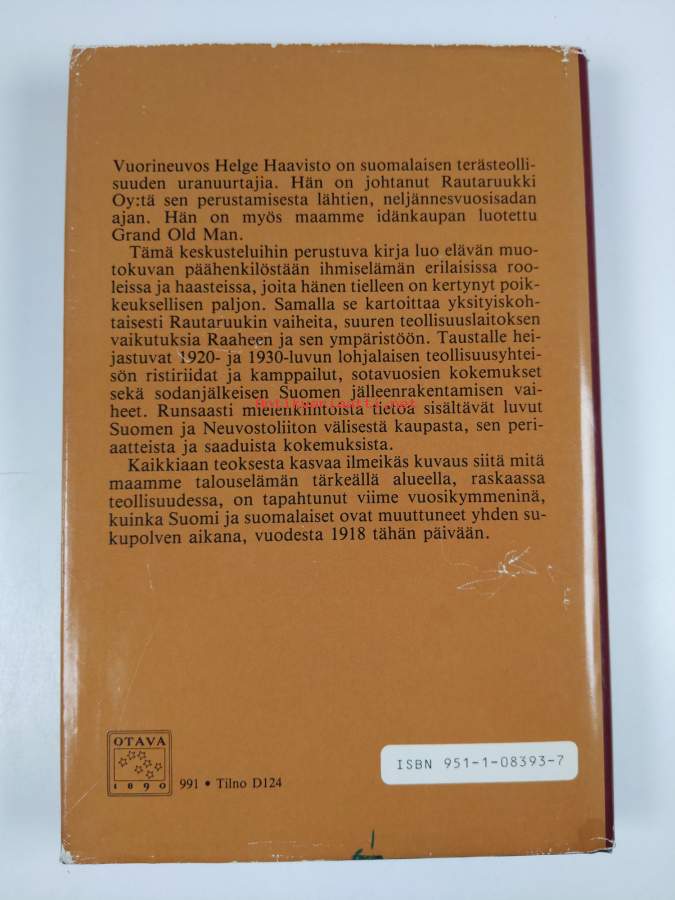 Vuorineuvos Helge Haavisto on suomalaisen terästeolli-
suuden uranuurtajia. Hän on johtanut Rautaruukki
Oy:tä sen perustamisesta lähtien, neljännesvuosisadan
ajan. Hän on myös maamme idänkaupan luotettu
Grand Old Man.
Tämä keskusteluihin perustuva kirja luo elävän muo-
tokuvan päähenkilöstään ihmiselämän erilaisissa roo-
leissa ja haasteissa, joita hänen tielleen on kertynyt poik-
keuksellisen paljon. Samalla se kartoittaa yksityiskoh-
taisesti Rautaruukin vaiheita, suuren teollisuuslaitoksen
vaikutuksia Raaheen ja sen ympäristöön. Taustalle hei-
jastuvat 1920- ja 1930-luvun lohjalaisen teollisuusyhtei-
sön ristiriidat ja kamppailut, sotavuosien kokemukset
sekä sodanjälkeisen Suomen jälleenrakentamisen vai-
heet. Runsaasti mielenkiintoista tietoa sisältävät luvut
Suomen ja Neuvostoliiton välisestä kaupasta, sen peri-
aatteista ja saaduista kokemuksista.
Kaikkiaan teoksesta kasvaa ilmeikäs kuvaus siitä mitä
maamme talouselämän tärkeällä alueella, raskaassa
teollisuudessa, on tapahtunut viime vuosikymmeninä,
kuinka Suomi ja suomalaiset ovat muuttuneet yhden su-
kupolven aikana, vuodesta 1918 tähän päivään.
OTAVA
1890
991 • Tilno D124
ISBN 951-1-08393-7